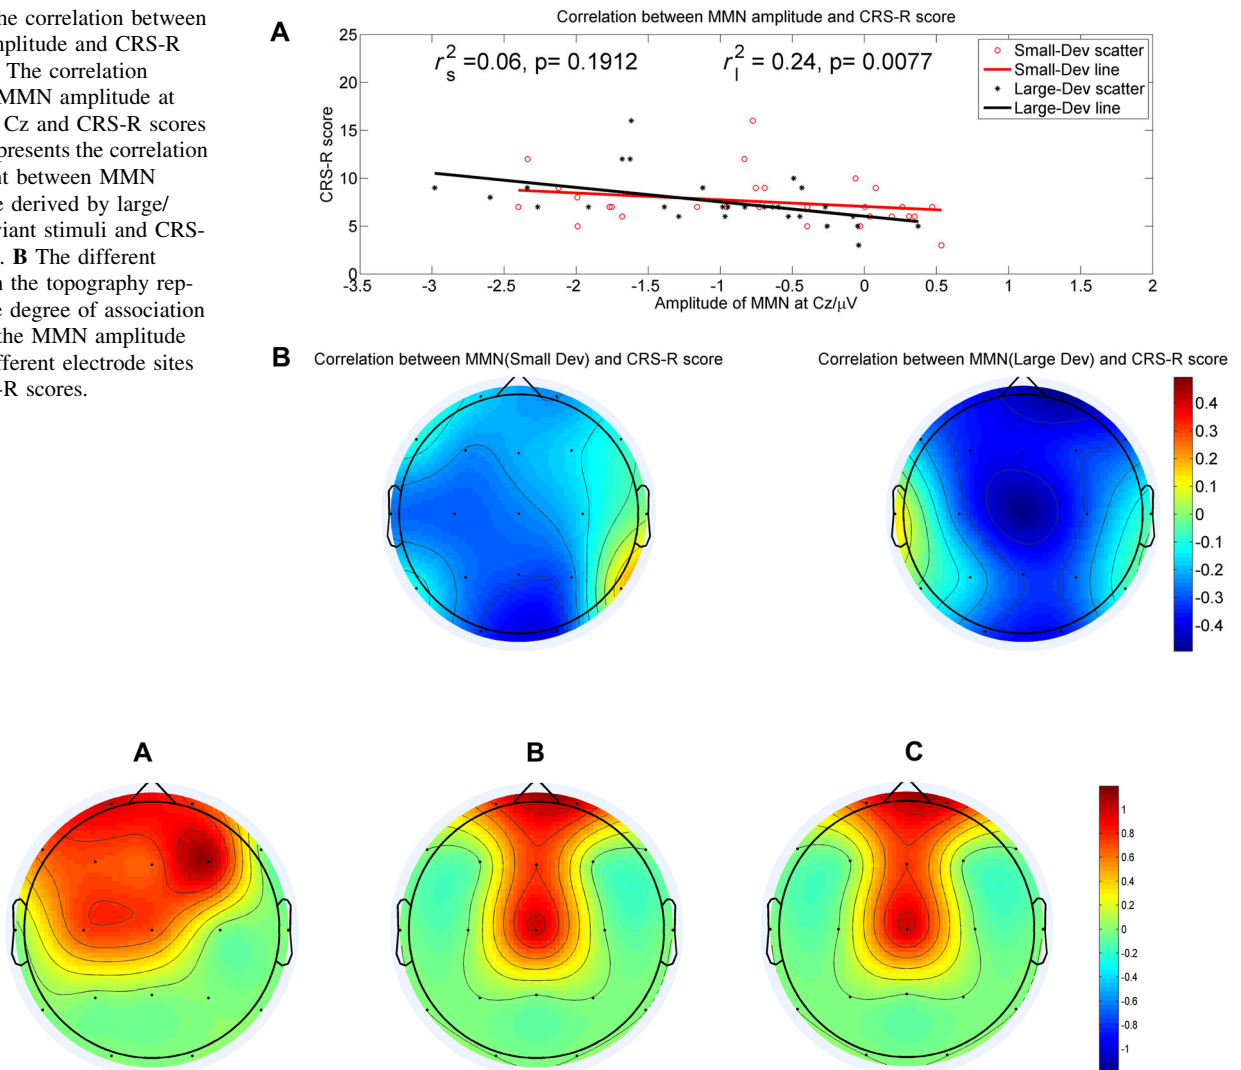 he correlation between
nplitude and CRS-R
The correlation
MMN amplitude at
Cz and CRS-R scores
presents the correlation
nt between MMN
e derived by large/
viant stimuli and CRS-
. B The different
n the topography rep-
e degree of association
the MMN amplitude
fferent electrode sites
-R scores.
A
Correlation between MMN amplitude and CRS-R score
r_s^2 =0.06, p= 0.1912
r_l^2 = 0.24, p= 0.0077
Small-Dev scatter
Small-Dev line
Large-Dev scatter
Large-Dev line
CRS-R score
25
20
15
10
5
0
-3.5 -3 -2.5 -2 -1.5 -1 -0.5 0 0.5 1 1.5 2
Amplitude of MMN at Cz/μV
B
Correlation between MMN(Small Dev) and CRS-R score
Correlation between MMN(Large Dev) and CRS-R score
0.4
0.3
0.2
0.1
0
-0.1
-0.2
-0.3
-0.4
A B C
1
0.8
0.6
0.4
0.2
0
-0.2
-0.4
-0.6
-0.8
-1